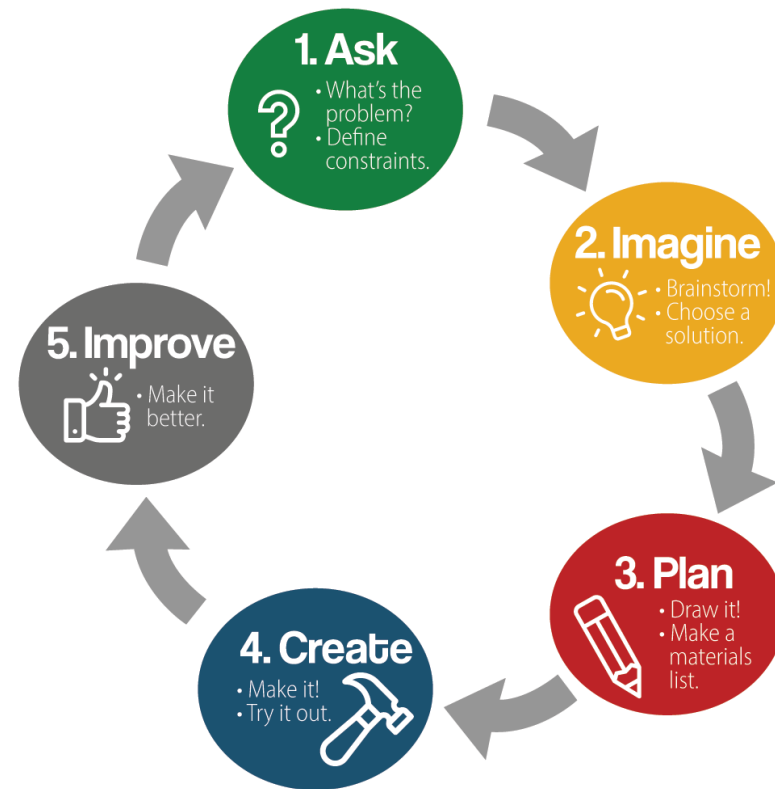 1. Ask
• What's the
problem?
• Define
constraints.
2. Imagine
• Brainstorm!
• Choose a
solution.
3. Plan
• Draw it!
• Make a
materials
list.
4. Create
• Make it!
• Try it out.
5. Improve
• Make it
better.